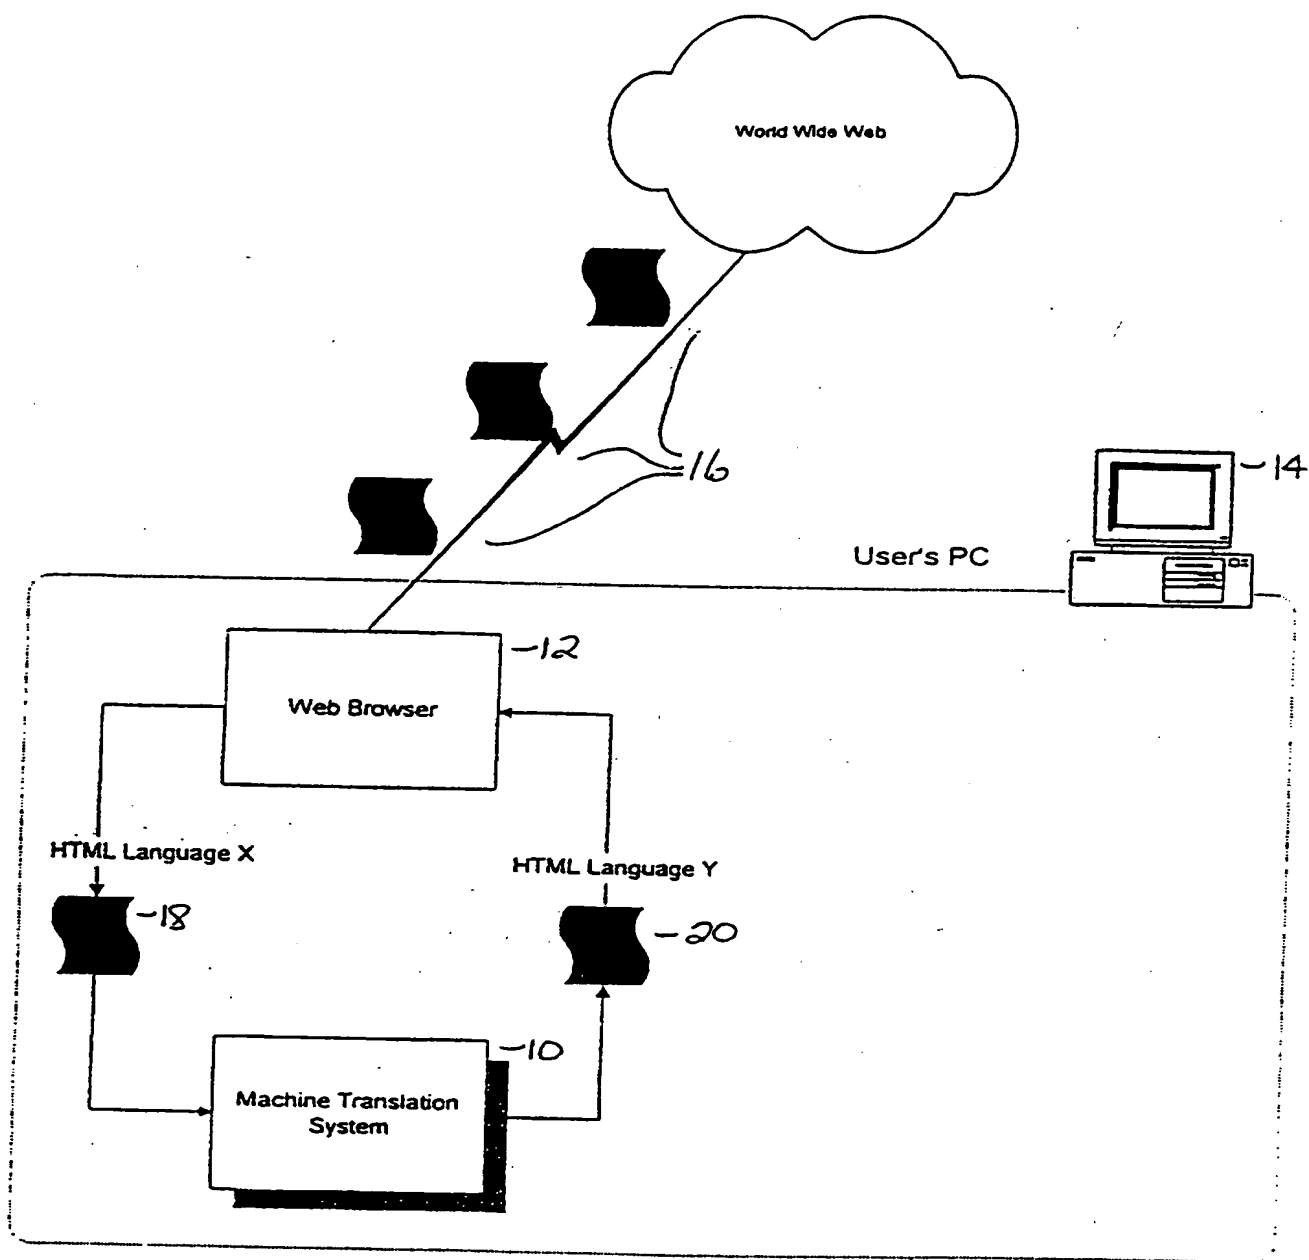 World Wide Web
16
14
User's PC
12
Web Browser
HTML Language X
HTML Language Y
18
20
10
Machine Translation
System